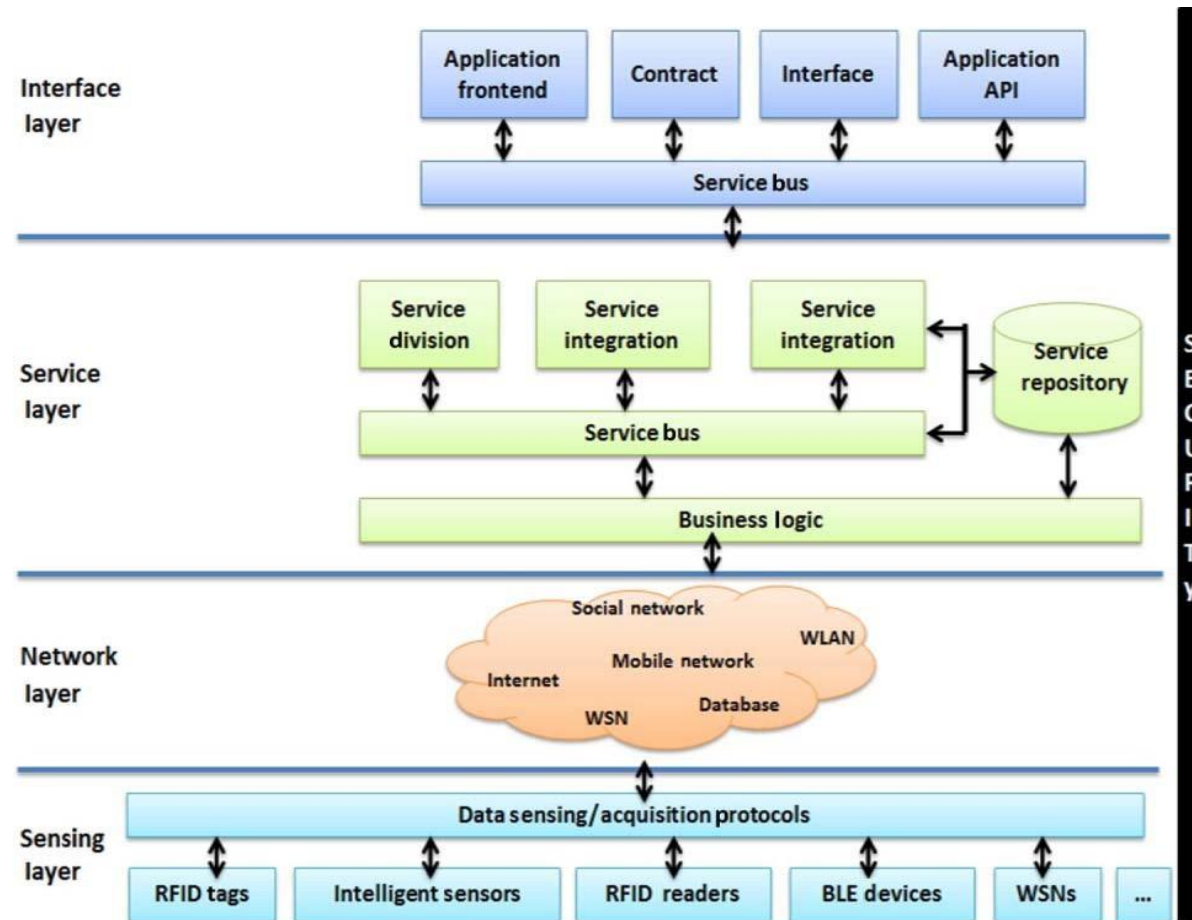 Interface
layer
Application
frontend
Contract
Interface
Application
API
Service bus
Service
layer
Service
division
Service
integration
Service
integration
Service
repository
Service bus
Business logic
Network
layer
Social network
WLAN
Mobile network
Internet
Database
WSN
Sensing
layer
Data sensing/acquisition protocols
RFID tags
Intelligent sensors
RFID readers
BLE devices
WSNs
...
S
E
C
U
R
I
T
y